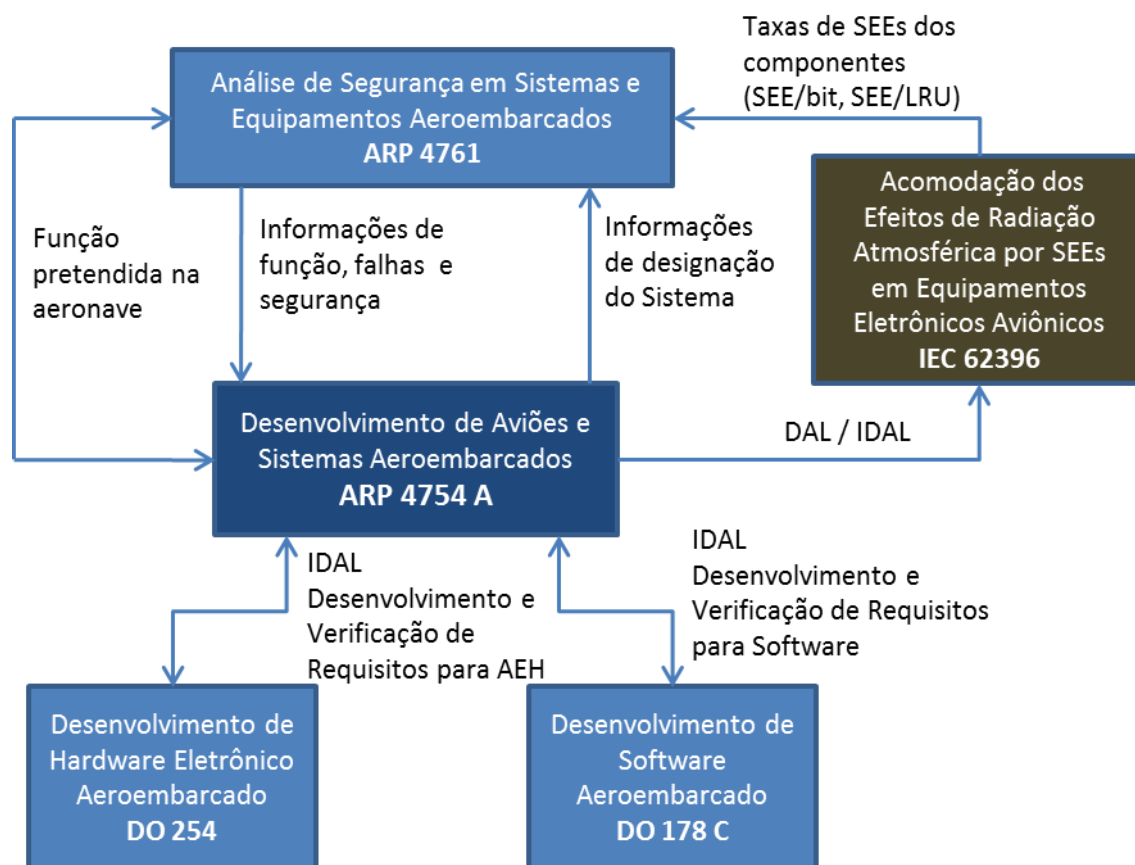 Taxas de SEEs dos
componentes
(SEE/bit, SEE/LRU)
Análise de Segurança em Sistemas e
Equipamentos Aeroembarcados
ARP 4761
Acomodação dos
Efeitos de Radiação
Atmosférica por SEEs
em Equipamentos
Eletrônicos Aviônicos
IEC 62396
Função
pretendida na
aeronave
Informações de
função, falhas e
segurança
Informações
de designação
do Sistema
Desenvolvimento de Aviões e
Sistemas Aeroembarcados
ARP 4754 A
DAL / IDAL
IDAL
Desenvolvimento e
Verificação de
Requisitos para AEH
IDAL
Desenvolvimento e
Verificação de Requisitos
para Software
Desenvolvimento de
Hardware Eletrônico
Aeroembarcado
DO 254
Desenvolvimento de
Software
Aeroembarcado
DO 178 C